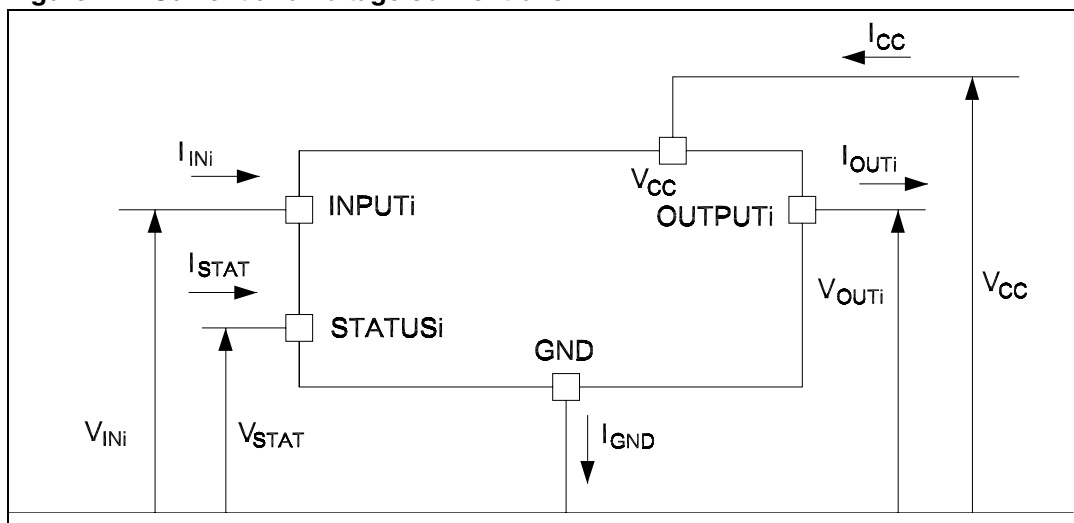 I_CC
I_INi
V_CC
I_OUTi
INPUTi
OUTPUTi
I_STAT
V_OUTi
V_CC
STATUSi
GND
V_INi
V_STAT
I_GND